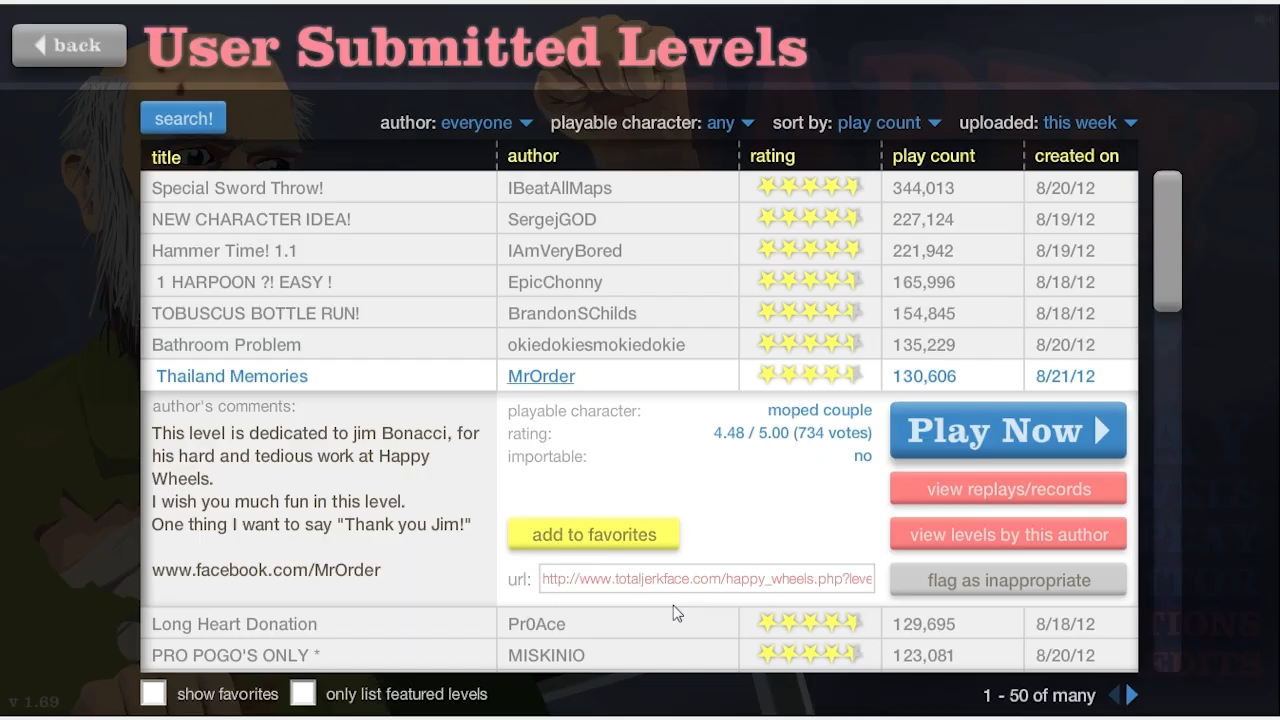 back
User Submitted Levels
search!
author: everyone playable character: any sort by: play count uploaded: this week
title author rating play count created on
Special Sword Throw! IBeatAllMaps 344,013 8/20/12
NEW CHARACTER IDEA! SergejGOD 227,124 8/19/12
Hammer Time! 1.1 IAmVeryBored 221,942 8/19/12
1 HARPOON ?! EASY ! EpicChonny 165,996 8/18/12
TOBUSCUS BOTTLE RUN! BrandonSChilds 154,845 8/18/12
Bathroom Problem okiedokiesmokiedokie 135,229 8/20/12
Thailand Memories MrOrder 130,606 8/21/12
author's comments:
This level is dedicated to jim Bonacci, for
his hard and tedious work at Happy
Wheels.
I wish you much fun in this level.
One thing I want to say "Thank you Jim!"
www.facebook.com/MrOrder
playable character: moped couple
rating: 4.48 / 5.00 (734 votes)
importable: no
add to favorites
url: http://www.totaljerkface.com/happy_wheels.php?leve
Play Now
view replays/records
view levels by this author
flag as inappropriate
Long Heart Donation Pr0Ace 129,695 8/18/12
PRO POGO'S ONLY * MISKINIO 123,081 8/20/12
show favorites only list featured levels 1 - 50 of many
v 1.69